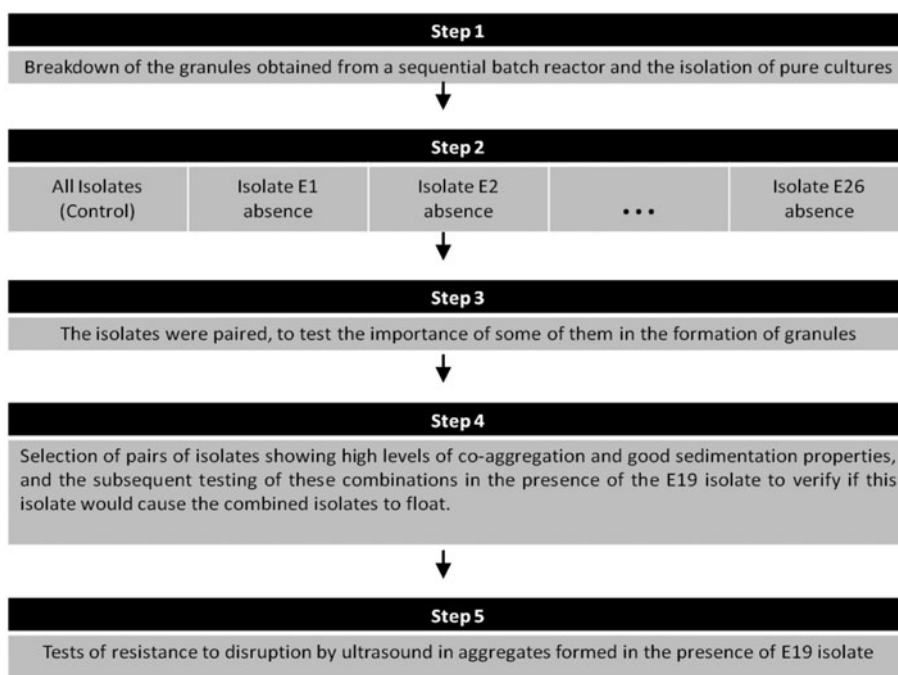 Step 1
Breakdown of the granules obtained from a sequential batch reactor and the isolation of pure cultures
Step 2
All Isolates
(Control)
Isolate E1
absence
Isolate E2
absence
...
Isolate E26
absence
Step 3
The isolates were paired, to test the importance of some of them in the formation of granules
Step 4
Selection of pairs of isolates showing high levels of co-aggregation and good sedimentation properties,
and the subsequent testing of these combinations in the presence of the E19 isolate to verify if this
isolate would cause the combined isolates to float.
Step 5
Tests of resistance to disruption by ultrasound in aggregates formed in the presence of E19 isolate